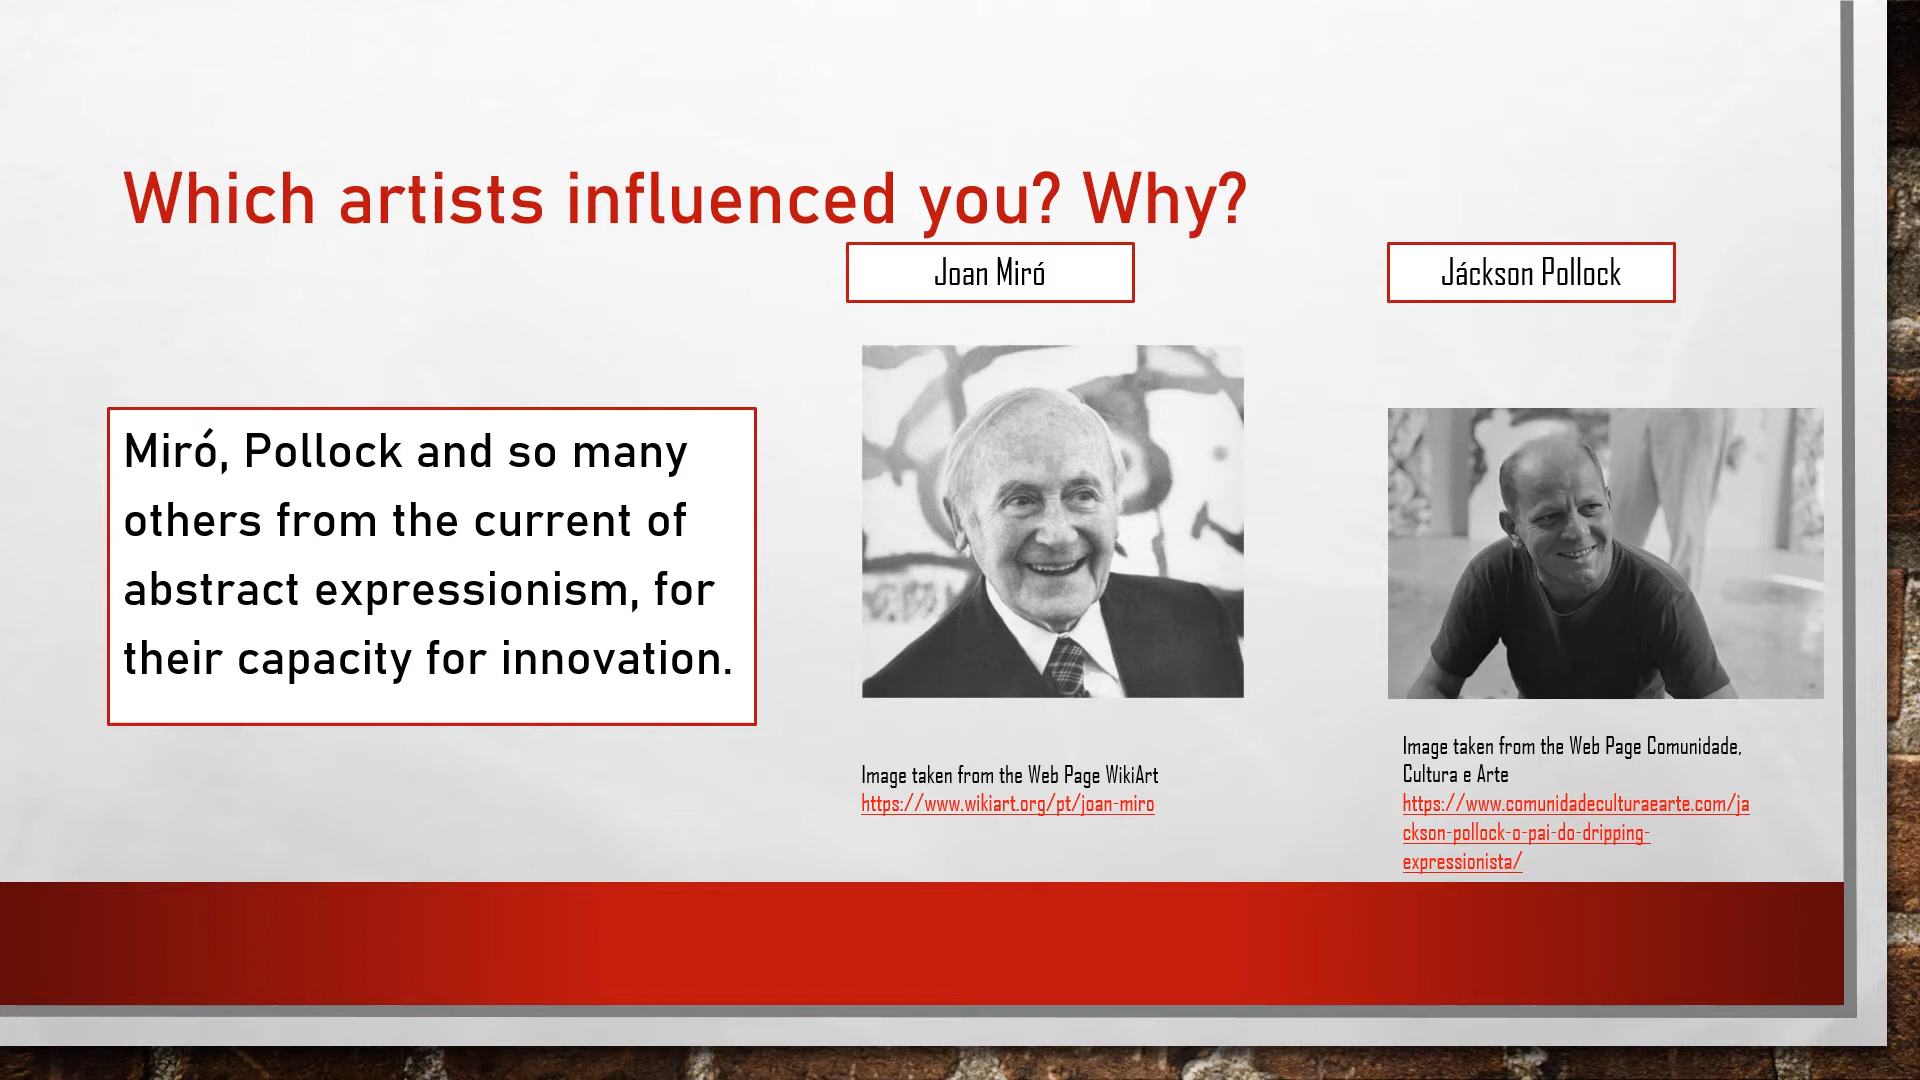 Which artists influenced you? Why?
Joan Miró
Jáckson Pollock
Miró, Pollock and so many
others from the current of
abstract expressionism, for
their capacity for innovation.
Image taken from the Web Page WikiArt
https://www.wikiart.org/pt/joan-miro
Image taken from the Web Page Comunidade,
Cultura e Arte
https://www.comunidadeculturaearte.com/ja
ckson-pollock-o-pai-do-dripping-
expressionista/